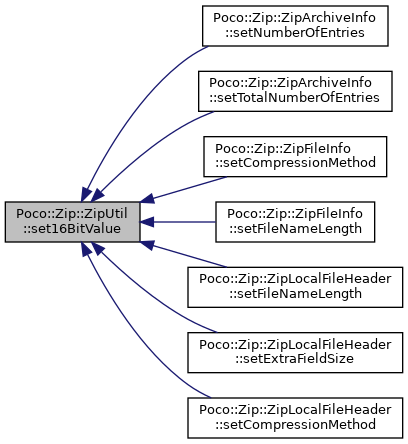 Poco::Zip::ZipArchiveInfo
::setNumberOfEntries
Poco::Zip::ZipArchiveInfo
::setTotalNumberOfEntries
Poco::Zip::ZipFileInfo
::setCompressionMethod
Poco::Zip::ZipUtil
::set16BitValue
Poco::Zip::ZipFileInfo
::setFileNameLength
Poco::Zip::ZipLocalFileHeader
::setFileNameLength
Poco::Zip::ZipLocalFileHeader
::setExtraFieldSize
Poco::Zip::ZipLocalFileHeader
::setCompressionMethod